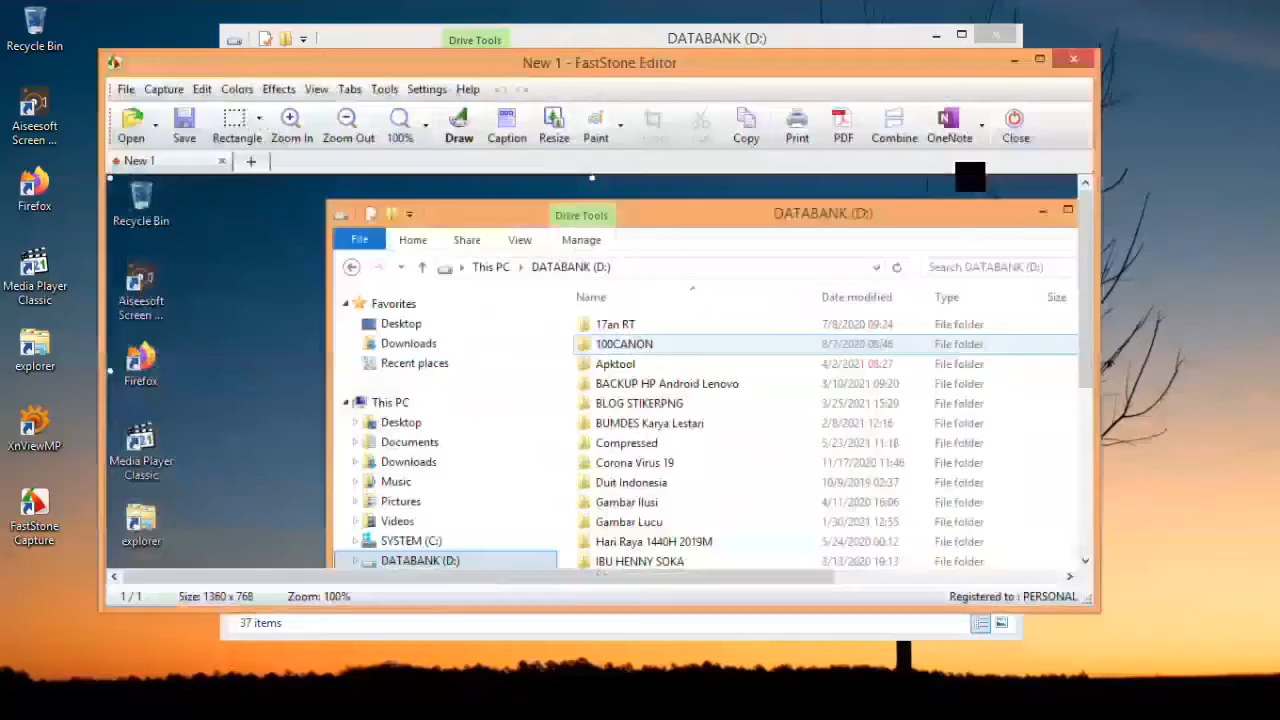 Recycle Bin
Aiseesoft
Screen ...
Firefox
Media Player
Classic
explorer
XnViewMP
FastStone
Capture
Drive Tools
DATABANK (D:)
New 1 - FastStone Editor
File Capture Edit Colors Effects View Tabs Tools Settings Help
Open Save Rectangle Zoom In Zoom Out 100% Draw Caption Resize Paint Copy Print PDF Combine OneNote Close
New 1
Recycle Bin
Aiseesoft
Screen ...
Firefox
Media Player
Classic
explorer
Drive Tools
DATABANK (D:)
File Home Share View Manage
This PC DATABANK (D:)
Search DATABANK (D:)
Favorites
Desktop
Downloads
Recent places
This PC
Desktop
Documents
Downloads
Music
Pictures
Videos
SYSTEM (C:)
DATABANK (D:)
Name Date modified Type Size
17an RT 7/8/2020 09:24 File folder
100CANON 8/7/2020 08:46 File folder
Apktool 4/2/2021 08:27 File folder
BACKUP HP Android Lenovo 3/10/2021 09:20 File folder
BLOG STIKERPNG 3/25/2021 15:29 File folder
BUMDES Karya Lestari 2/8/2021 12:16 File folder
Compressed 5/23/2021 11:18 File folder
Corona Virus 19 11/17/2020 11:46 File folder
Duit Indonesia 10/9/2019 02:37 File folder
Gambar Ilusi 4/11/2020 16:06 File folder
Gambar Lucu 1/30/2021 12:55 File folder
Hari Raya 1440H 2019M 5/24/2020 00:12 File folder
IBU HENNY SOKA 8/13/2020 19:13 File folder
1 / 1 Size: 1360 x 768 Zoom: 100% Registered to : PERSONAL
37 items